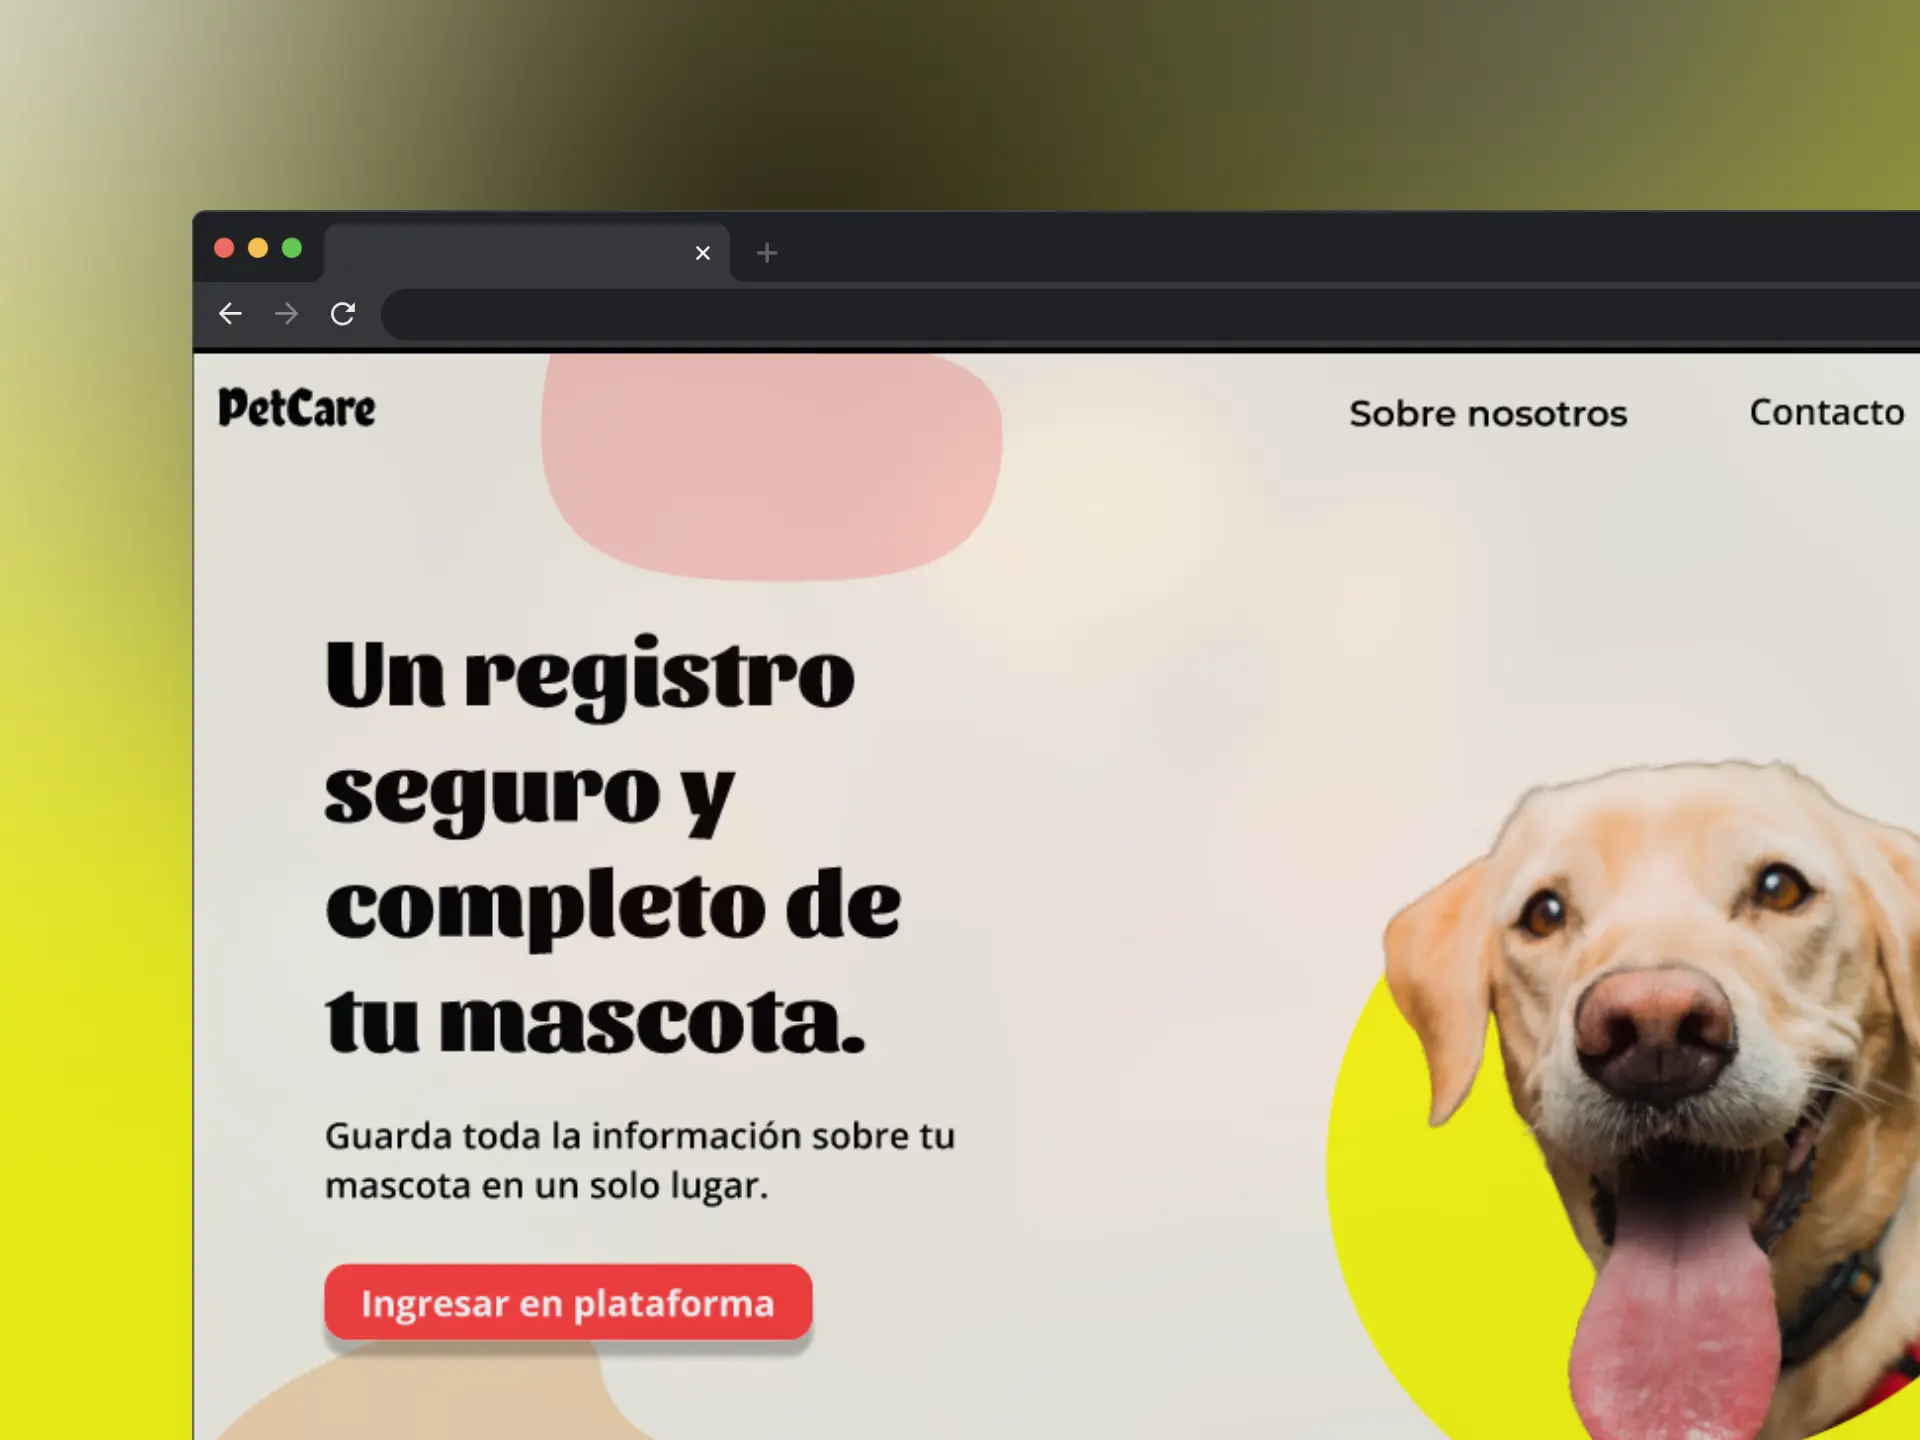 PetCare
Sobre nosotros
Contacto
Un registro
seguro y
completo de
tu mascota.
Guarda toda la información sobre tu
mascota en un solo lugar.
Ingresar en plataforma